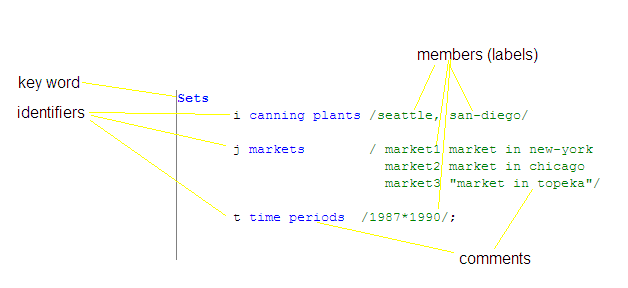 members (labels)
key word
Sets
identifiers
i canning plants /seattle, san-diego/
j markets / market1 market in new-york
market2 market in chicago
market3 "market in topeka"/
t time periods /1987*1990/;
comments